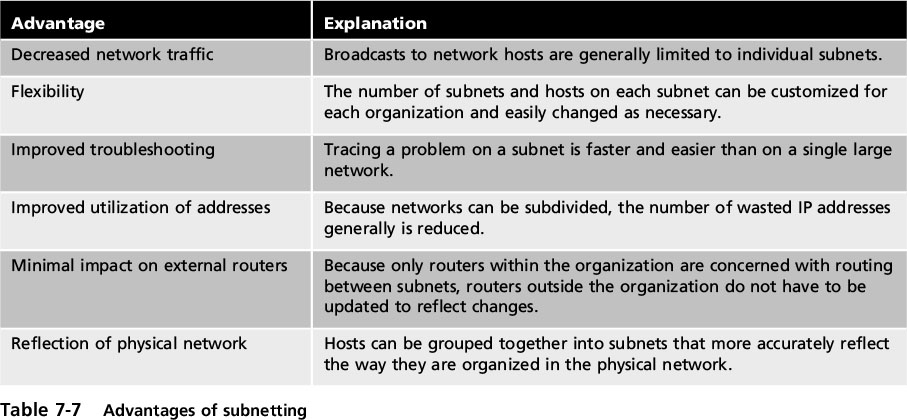 Advantage Explanation
Decreased network traffic Broadcasts to network hosts are generally limited to individual subnets.
Flexibility The number of subnets and hosts on each subnet can be customized for
each organization and easily changed as necessary.
Improved troubleshooting Tracing a problem on a subnet is faster and easier than on a single large
network.
Improved utilization of addresses Because networks can be subdivided, the number of wasted IP addresses
generally is reduced.
Minimal impact on external routers Because only routers within the organization are concerned with routing
between subnets, routers outside the organization do not have to be
updated to reflect changes.
Reflection of physical network Hosts can be grouped together into subnets that more accurately reflect
the way they are organized in the physical network.
Table 7-7 Advantages of subnetting